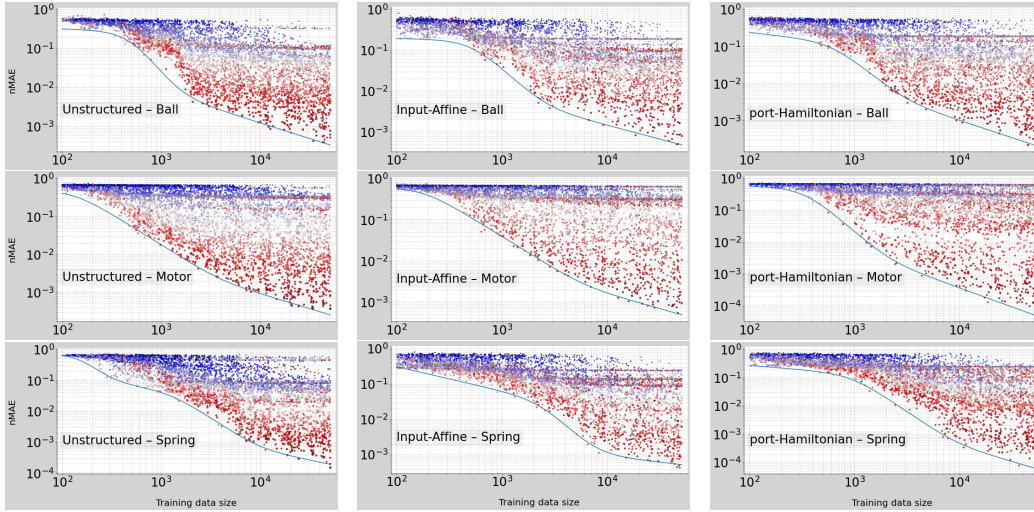 10⁰
10⁻¹
10⁻²
10⁻³
nMAE
Unstructured – Ball
10² 10³ 10⁴
10⁰
10⁻¹
10⁻²
10⁻³
Input-Affine – Ball
10² 10³ 10⁴
10⁰
10⁻¹
10⁻²
10⁻³
port-Hamiltonian – Ball
10² 10³ 10⁴
10⁰
10⁻¹
10⁻²
10⁻³
nMAE
Unstructured – Motor
10² 10³ 10⁴
10⁰
10⁻¹
10⁻²
10⁻³
Input-Affine – Motor
10² 10³ 10⁴
10⁰
10⁻¹
10⁻²
10⁻³
10⁻⁴
port-Hamiltonian – Motor
10² 10³ 10⁴
10⁰
10⁻¹
10⁻²
10⁻³
10⁻⁴
nMAE
Unstructured – Spring
10² 10³ 10⁴
Training data size
10⁰
10⁻¹
10⁻²
10⁻³
Input-Affine – Spring
10² 10³ 10⁴
Training data size
10⁰
10⁻¹
10⁻²
10⁻³
10⁻⁴
port-Hamiltonian – Spring
10² 10³ 10⁴
Training data size